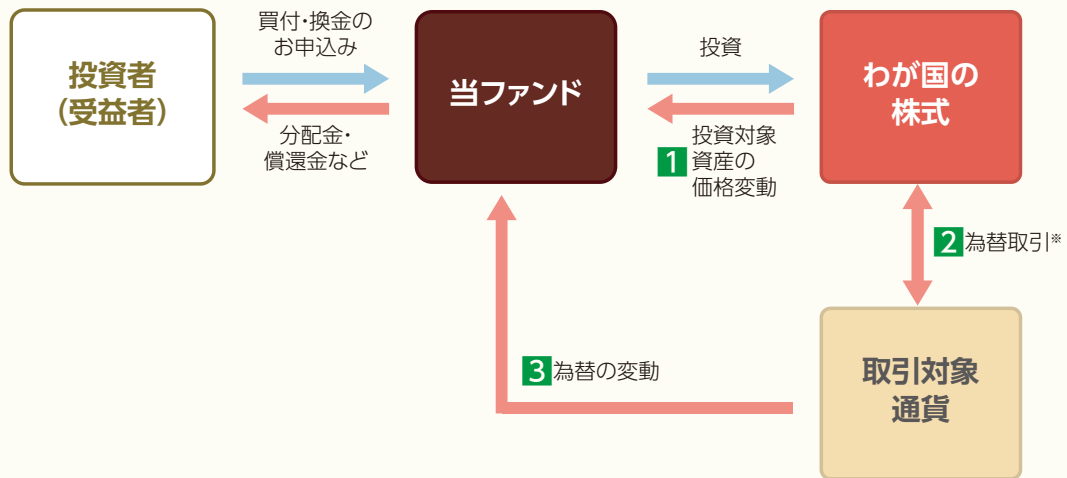 投資者
(受益者)
買付・換金の
お申込み
分配金・
償還金など
当ファンド
投資
1 投資対象
資産の
価格変動
わが国の
株式
2 為替取引※
3 為替の変動
取引対象
通貨